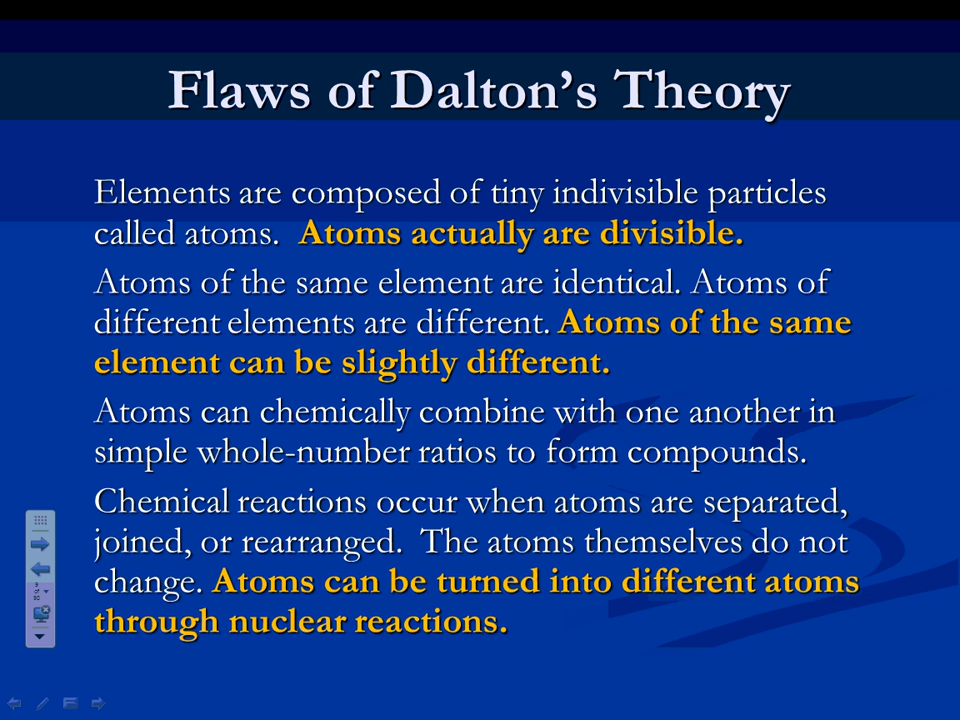 Flaws of Dalton's Theory
Elements are composed of tiny indivisible particles
called atoms. Atoms actually are divisible.
Atoms of the same element are identical. Atoms of
different elements are different. Atoms of the same
element can be slightly different.
Atoms can chemically combine with one another in
simple whole-number ratios to form compounds.
Chemical reactions occur when atoms are separated,
joined, or rearranged. The atoms themselves do not
change. Atoms can be turned into different atoms
through nuclear reactions.
9
of